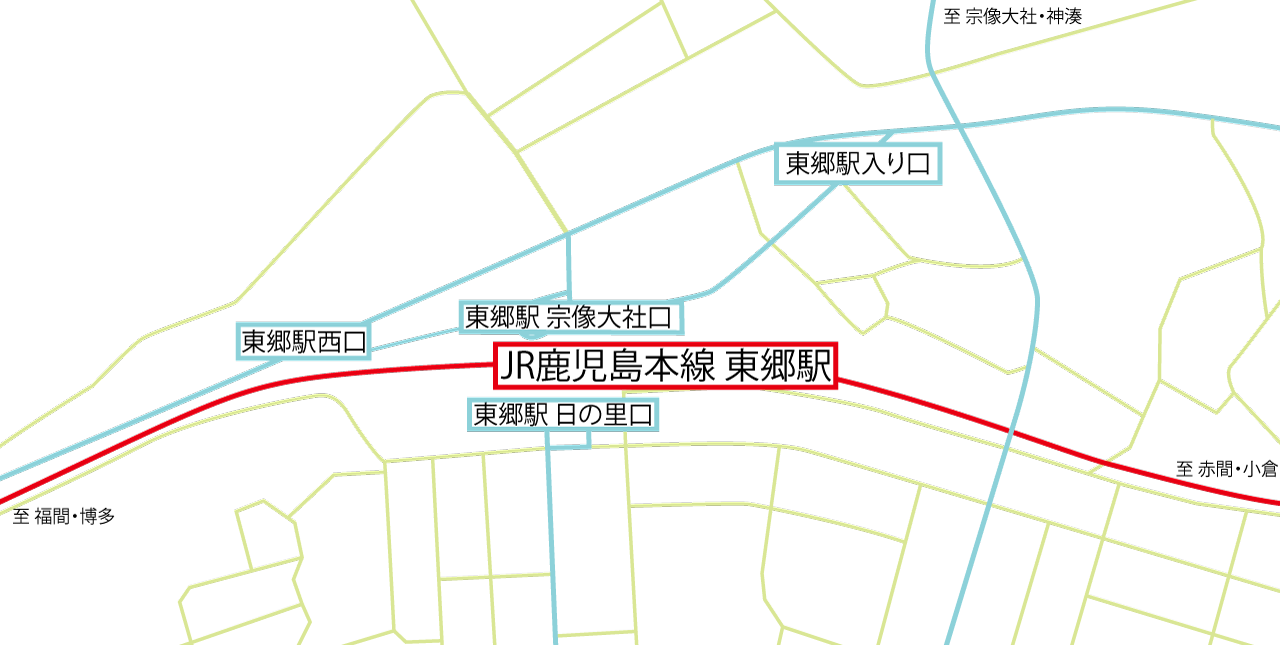 至 宗像大社・神湊
東郷駅入り口
東郷駅 宗像大社口
東郷駅西口
JR鹿児島本線 東郷駅
東郷駅 日の里口
至 赤間・小倉
至 福間・博多